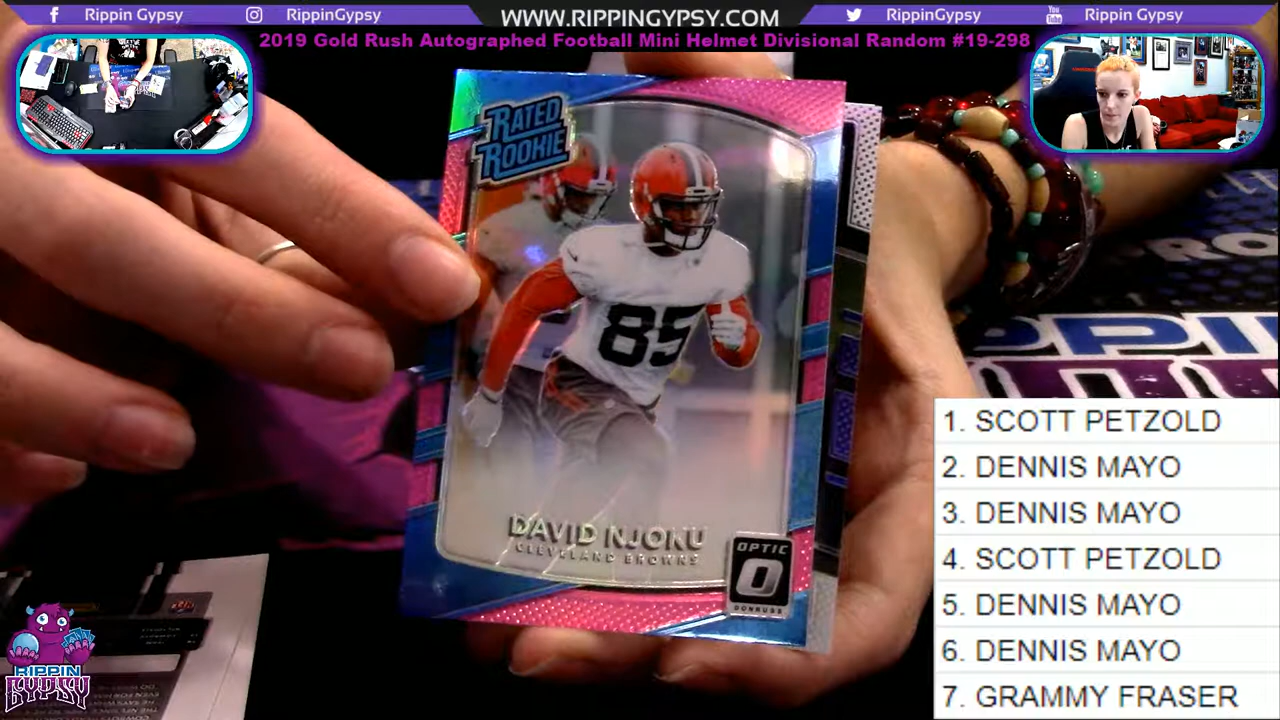 Rippin Gypsy RippinGypsy WWW.RIPPINGYPSY.COM RippinGypsy You Tube Rippin Gypsy
2019 Gold Rush Autographed Football Mini Helmet Divisional Random #19-298
RATED
ROOKIE
85
DAVID NJOKU
CLEVELAND BROWNS
OPTIC
O
DONRUSS
1. SCOTT PETZOLD
2. DENNIS MAYO
3. DENNIS MAYO
4. SCOTT PETZOLD
5. DENNIS MAYO
6. DENNIS MAYO
7. GRAMMY FRASER
RIPPIN
GYPSY